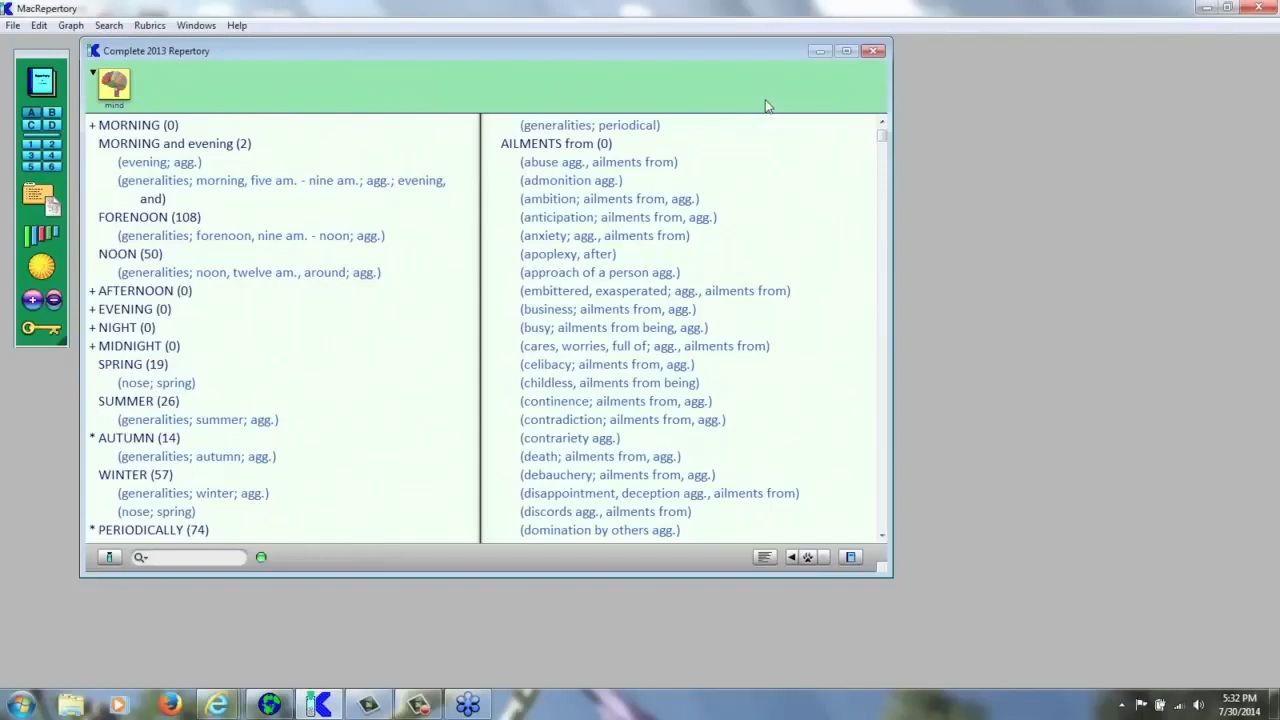 MacRepertory
File Edit Graph Search Rubrics Windows Help
Complete 2013 Repertory
mind
A B
C D
1 2
3 4
5 6
+ MORNING (0)
MORNING and evening (2)
(evening; agg.)
(generalities; morning, five am. - nine am.; agg.; evening,
and)
FORENOON (108)
(generalities; forenoon, nine am. - noon; agg.)
NOON (50)
(generalities; noon, twelve am., around; agg.)
+ AFTERNOON (0)
+ EVENING (0)
+ NIGHT (0)
+ MIDNIGHT (0)
SPRING (19)
(nose; spring)
SUMMER (26)
(generalities; summer; agg.)
* AUTUMN (14)
(generalities; autumn; agg.)
WINTER (57)
(generalities; winter; agg.)
(nose; spring)
* PERIODICALLY (74)
(generalities; periodical)
AILMENTS from (0)
(abuse agg., ailments from)
(admonition agg.)
(ambition; ailments from, agg.)
(anticipation; ailments from, agg.)
(anxiety; agg., ailments from)
(apoplexy, after)
(approach of a person agg.)
(embittered, exasperated; agg., ailments from)
(business; ailments from, agg.)
(busy; ailments from being, agg.)
(cares, worries, full of; agg., ailments from)
(celibacy; ailments from, agg.)
(childless, ailments from being)
(continence; ailments from, agg.)
(contradiction; ailments from, agg.)
(contrariety agg.)
(death; ailments from, agg.)
(debauchery; ailments from, agg.)
(disappointment, deception agg., ailments from)
(discords agg., ailments from)
(domination by others agg.)
5:32 PM
7/30/2014